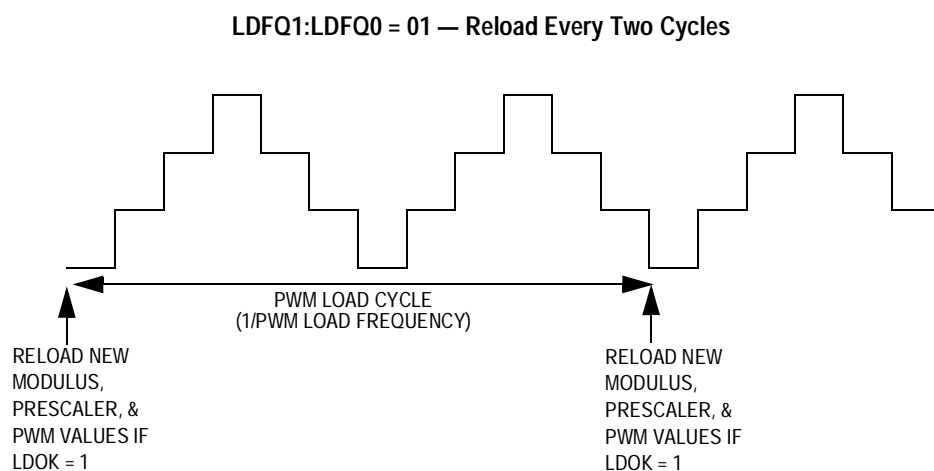 LDFQ1:LDFQ0 = 01 — Reload Every Two Cycles
PWM LOAD CYCLE
(1/PWM LOAD FREQUENCY)
RELOAD NEW
MODULUS,
PRESCALER, &
PWM VALUES IF
LDOK = 1
RELOAD NEW
MODULUS,
PRESCALER, &
PWM VALUES IF
LDOK = 1